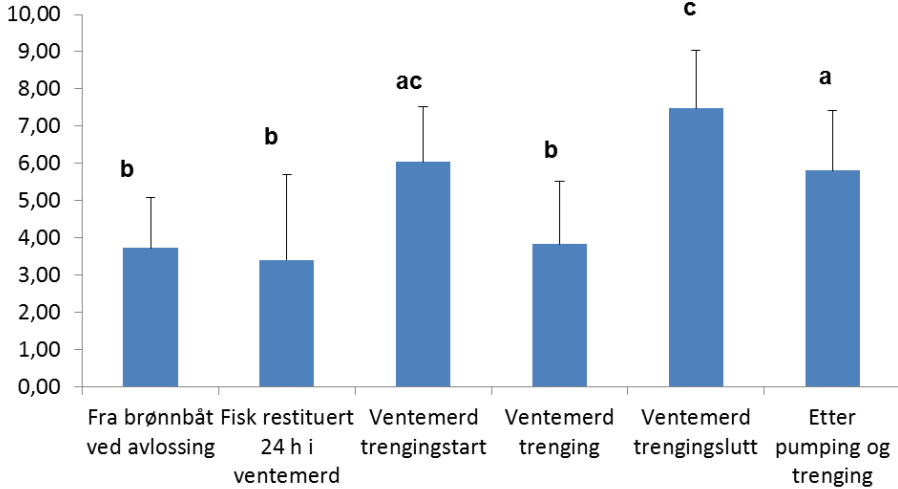 10,00
9,00
8,00
7,00
6,00
5,00
4,00
3,00
2,00
1,00
0,00
b
b
ac
b
c
a
Fra brønnbåt
ved avlossing
Fisk restituert
24 h i
ventemerd
Ventemerd
trengingstart
Ventemerd
trenging
Ventemerd
trengingslutt
Etter
pumping og
trenging